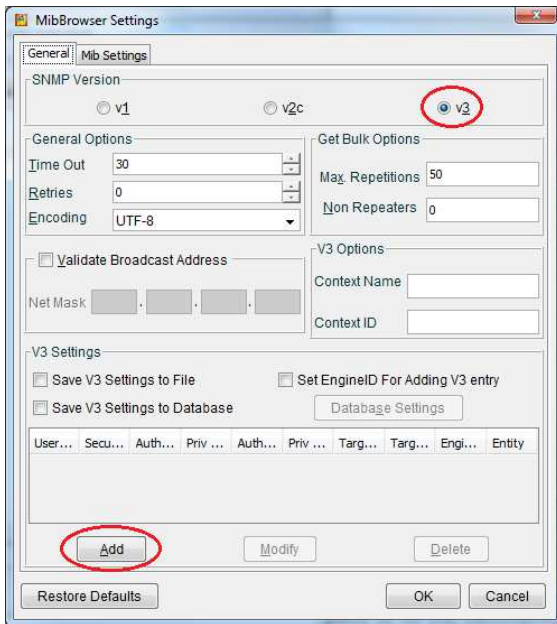 MibBrowser Settings
General Mib Settings
SNMP Version
v1 v2c v3
General Options Get Bulk Options
Time Out 30
Max. Repetitions 50
Retries 0
Non Repeaters 0
Encoding UTF-8
V3 Options
Validate Broadcast Address
Context Name
Net Mask . . .
Context ID
V3 Settings
Save V3 Settings to File Set EngineID For Adding V3 entry
Save V3 Settings to Database Database Settings
User... Secu... Auth... Priv ... Auth... Priv ... Targ... Targ... Engi... Entity
Add Modify Delete
Restore Defaults OK Cancel